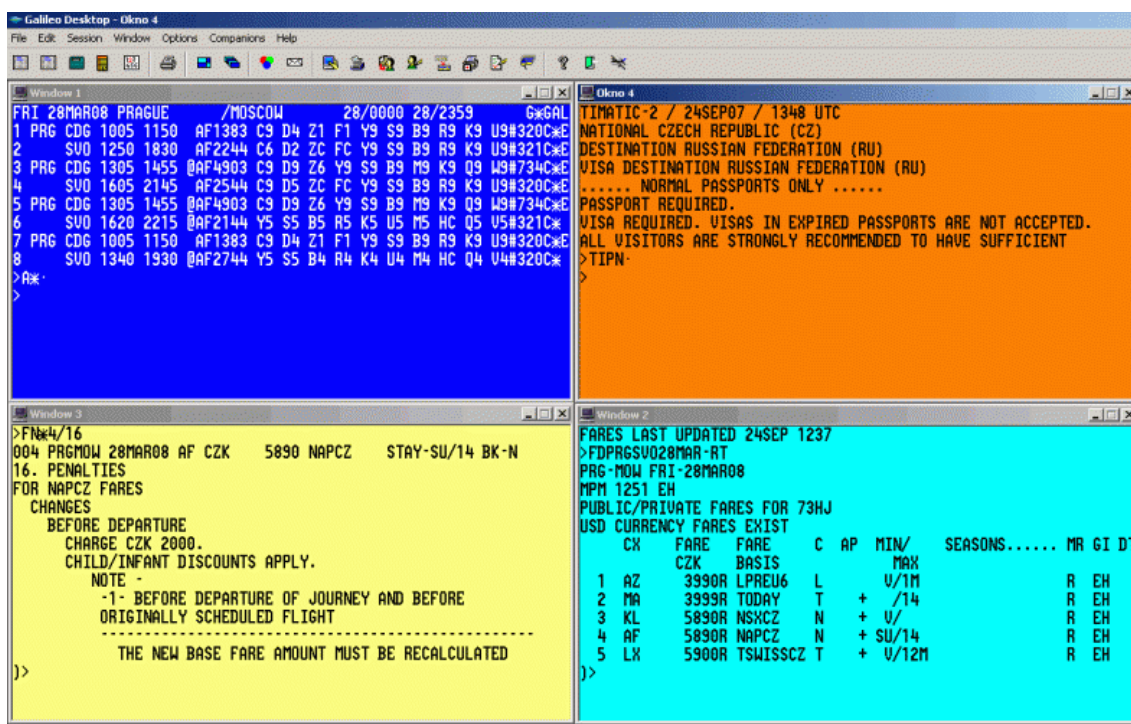 Galileo Desktop - Okno 4
File Edit Session Window Options Companions Help
Window 1
FRI 28MAR08 PRAGUE /MOSCOW 28/0000 28/2359 G*GAL
1 PRG CDG 1005 1150 AF1383 C9 D4 Z1 F1 Y9 S9 B9 R9 K9 U9#320C*E
2 SVO 1250 1830 AF2244 C6 D2 ZC FC Y9 S9 B9 R9 K9 U9#321C*E
3 PRG CDG 1305 1455 @AF4903 C9 D9 Z6 Y9 S9 B9 M9 K9 Q9 W9#734C*E
4 SVO 1605 2145 AF2544 C9 D5 ZC FC Y9 S9 B9 R9 K9 U9#320C*E
5 PRG CDG 1305 1455 @AF4903 C9 D9 Z6 Y9 S9 B9 M9 K9 Q9 W9#734C*E
6 SVO 1620 2215 @AF2144 Y5 S5 B5 R5 K5 U5 M5 HC Q5 V5#321C*
7 PRG CDG 1005 1150 AF1383 C9 D4 Z1 F1 Y9 S9 B9 R9 K9 U9#320C*E
8 SVO 1340 1930 @AF2744 Y5 S5 B4 R4 K4 U4 M4 HC Q4 V4#320C*
>A*·
>
Okno 4
TIMATIC-2 / 24SEP07 / 1348 UTC
NATIONAL CZECH REPUBLIC (CZ)
DESTINATION RUSSIAN FEDERATION (RU)
VISA DESTINATION RUSSIAN FEDERATION (RU)
...... NORMAL PASSPORTS ONLY ......
PASSPORT REQUIRED.
VISA REQUIRED. VISAS IN EXPIRED PASSPORTS ARE NOT ACCEPTED.
ALL VISITORS ARE STRONGLY RECOMMENDED TO HAVE SUFFICIENT
>TIPN·
>
Window 3
>FN*4/16
004 PRGMOW 28MAR08 AF CZK 5890 NAPCZ STAY-SU/14 BK-N
16. PENALTIES
FOR NAPCZ FARES
CHANGES
BEFORE DEPARTURE
CHARGE CZK 2000.
CHILD/INFANT DISCOUNTS APPLY.
NOTE -
-1- BEFORE DEPARTURE OF JOURNEY AND BEFORE
ORIGINALLY SCHEDULED FLIGHT
--------------------------------------------------
THE NEW BASE FARE AMOUNT MUST BE RECALCULATED
)>
Window 2
FARES LAST UPDATED 24SEP 1237
>FDPRGSVO28MAR-RT
PRG-MOW FRI-28MAR08
MPM 1251 EH
PUBLIC/PRIVATE FARES FOR 73HJ
USD CURRENCY FARES EXIST
CX FARE FARE C AP MIN/ SEASONS...... MR GI DT
CZK BASIS MAX
1 AZ 3990R LPREU6 L V/1M R EH
2 MA 3999R TODAY T + /14 R EH
3 KL 5890R NSXCZ N + V/ R EH
4 AF 5890R NAPCZ N + SU/14 R EH
5 LX 5900R TSWISSCZ T + V/12M R EH
)>